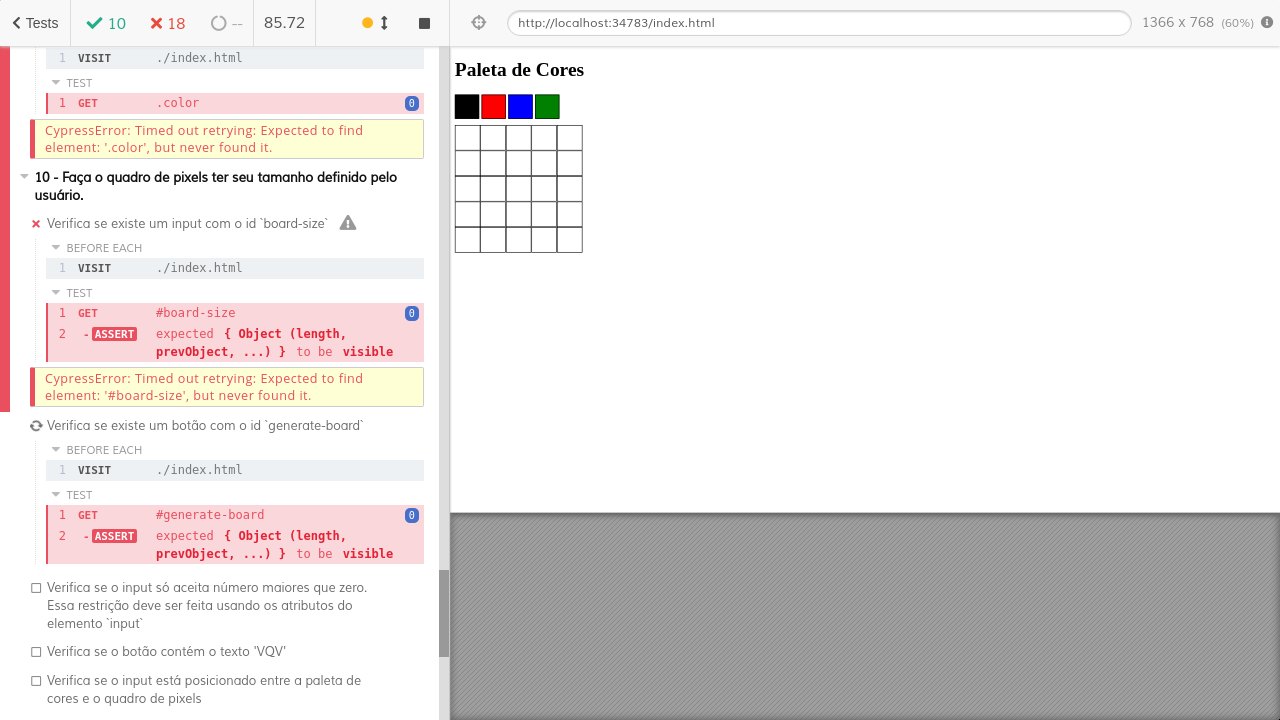 Tests
10
18
--
85.72
http://localhost:34783/index.html
1366 x 768 (60%)
1 VISIT ./index.html
TEST
1 GET .color 0
CypressError: Timed out retrying: Expected to find
element: '.color', but never found it.
10 - Faça o quadro de pixels ter seu tamanho definido pelo
usuário.
Verifica se existe um input com o id `board-size`
BEFORE EACH
1 VISIT ./index.html
TEST
1 GET #board-size 0
2 -ASSERT expected { Object (length,
prevObject, ...) } to be visible
CypressError: Timed out retrying: Expected to find
element: '#board-size', but never found it.
Verifica se existe um botão com o id `generate-board`
BEFORE EACH
1 VISIT ./index.html
TEST
1 GET #generate-board 0
2 -ASSERT expected { Object (length,
prevObject, ...) } to be visible
Verifica se o input só aceita número maiores que zero.
Essa restrição deve ser feita usando os atributos do
elemento `input`
Verifica se o botão contém o texto 'VQV'
Verifica se o input está posicionado entre a paleta de
cores e o quadro de pixels
Paleta de Cores